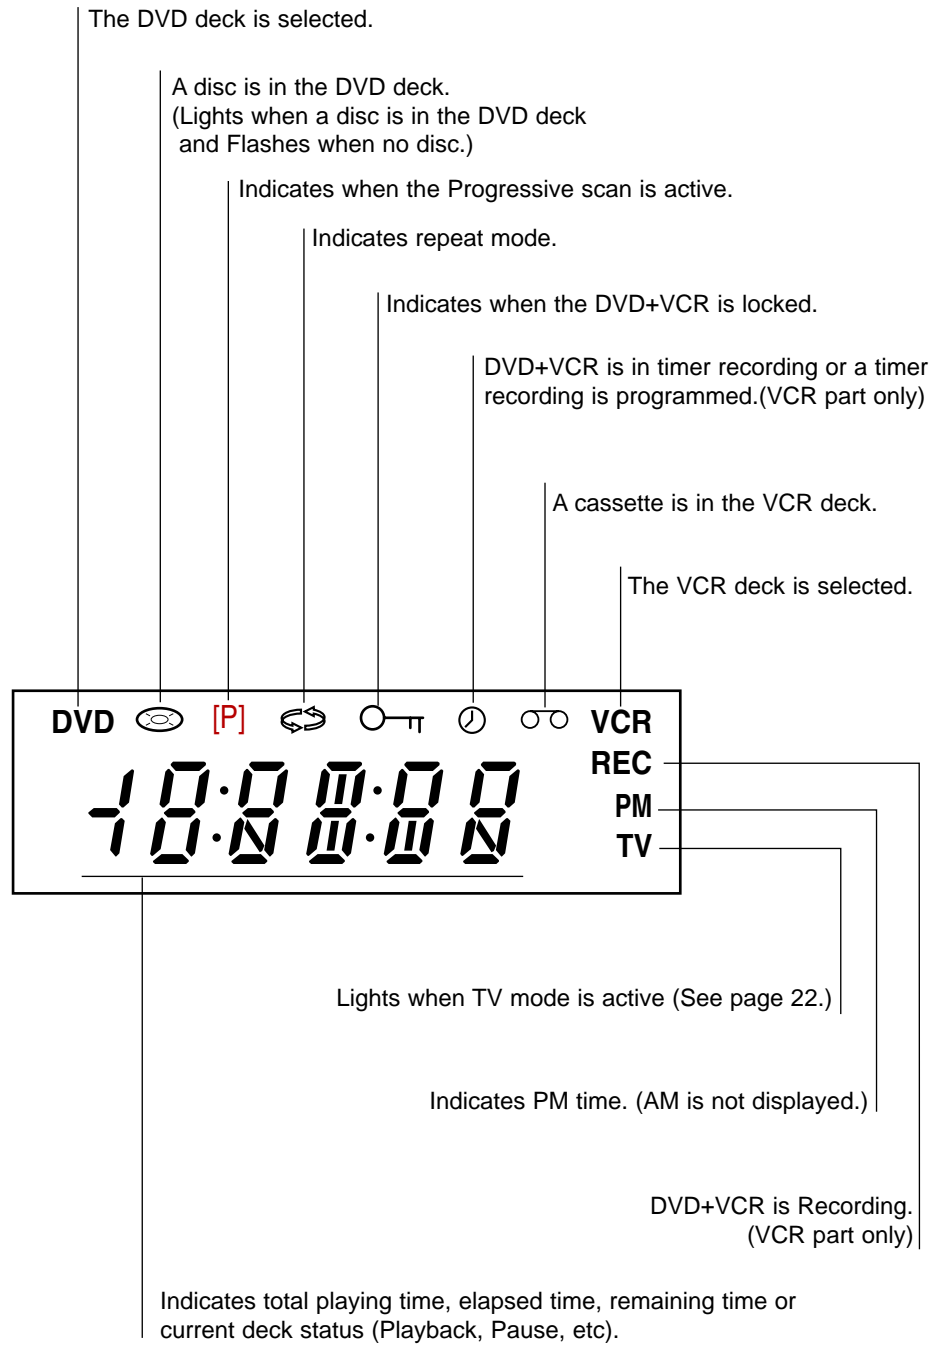 The DVD deck is selected.
A disc is in the DVD deck.
(Lights when a disc is in the DVD deck
and Flashes when no disc.)
Indicates when the Progressive scan is active.
Indicates repeat mode.
Indicates when the DVD+VCR is locked.
DVD+VCR is in timer recording or a timer
recording is programmed.(VCR part only)
A cassette is in the VCR deck.
The VCR deck is selected.
DVD [P] VCR
REC
PM
TV
Lights when TV mode is active (See page 22.)
Indicates PM time. (AM is not displayed.)
DVD+VCR is Recording.
(VCR part only)
Indicates total playing time, elapsed time, remaining time or
current deck status (Playback, Pause, etc).